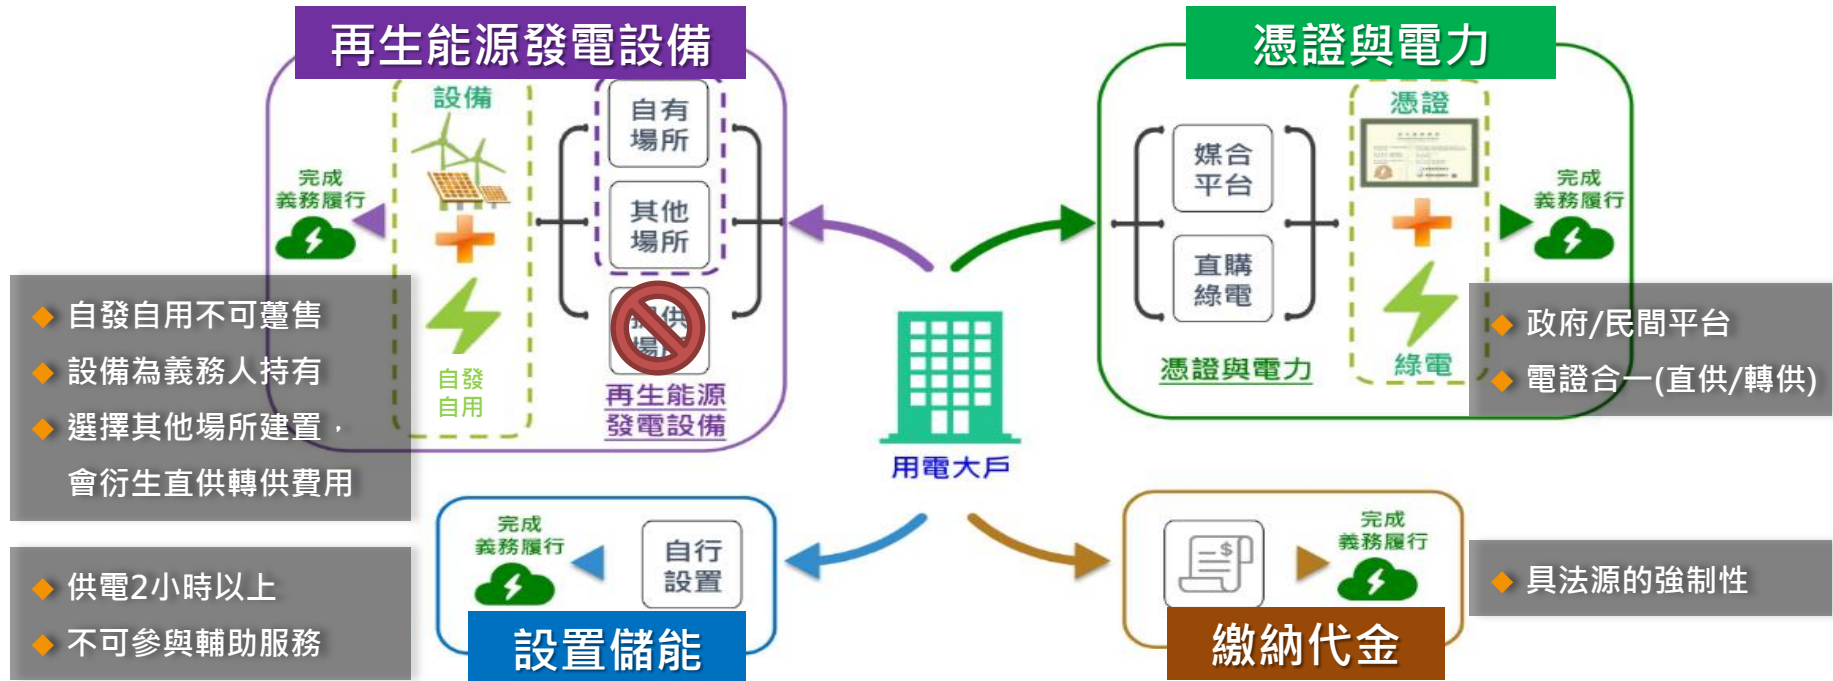 再生能源發電設備
設備
自有
場所
其他
場所
提供
場所
完成
義務履行
自發
自用
再生能源
發電設備
自發自用不可躉售
設備為義務人持有
選擇其他場所建置，
會衍生直供轉供費用
憑證與電力
媒合
平台
直購
綠電
憑證
綠電
完成
義務履行
憑證與電力
政府/民間平台
電證合一(直供/轉供)
用電大戶
完成
義務履行
自行
設置
設置儲能
供電2小時以上
不可參與輔助服務
$
完成
義務履行
繳納代金
具法源的強制性